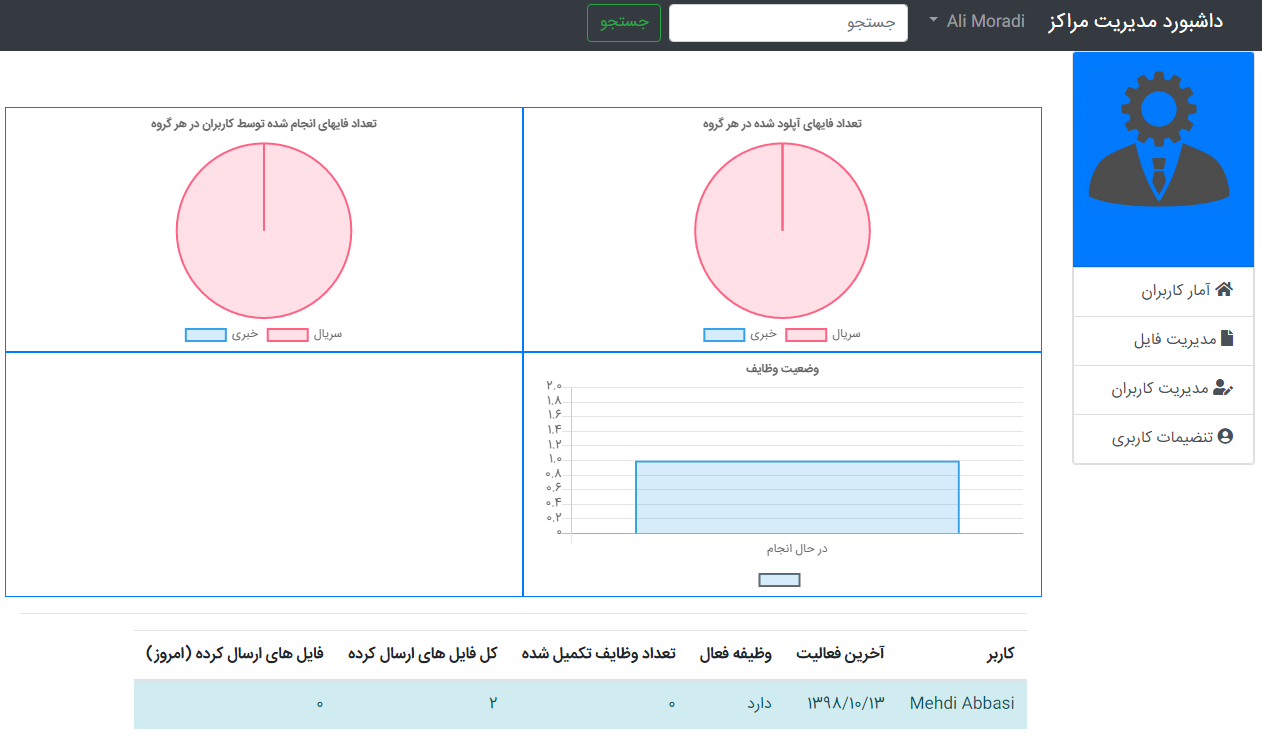 داشبورد مدیریت مراکز Ali Moradi جستجو جستجو
آمار کاربران
مدیریت فایل
مدیریت کاربران
تنضیمات کاربری
تعداد فایهای آپلود شده در هر گروه
سریال خبری
تعداد فایهای انجام شده توسط کاربران در هر گروه
سریال خبری
وضعیت وظایف
۲.۰
۱.۸
۱.۶
۱.۴
۱.۲
۱.۰
۰.۸
۰.۶
۰.۴
۰.۲
۰
در حال انجام
کاربر آخرین فعالیت وظیفه فعال تعداد وظایف تکمیل شده کل فایل های ارسال کرده فایل های ارسال کرده (امروز)
Mehdi Abbasi ۱۳۹۸/۱۰/۱۳ دارد ۰ ۲ ۰